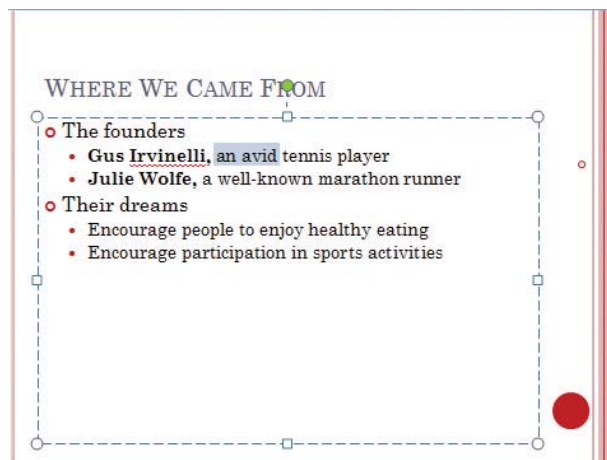 WHERE WE CAME FROM
The founders
Gus Irvinelli, an avid tennis player
Julie Wolfe, a well-known marathon runner
Their dreams
Encourage people to enjoy healthy eating
Encourage participation in sports activities